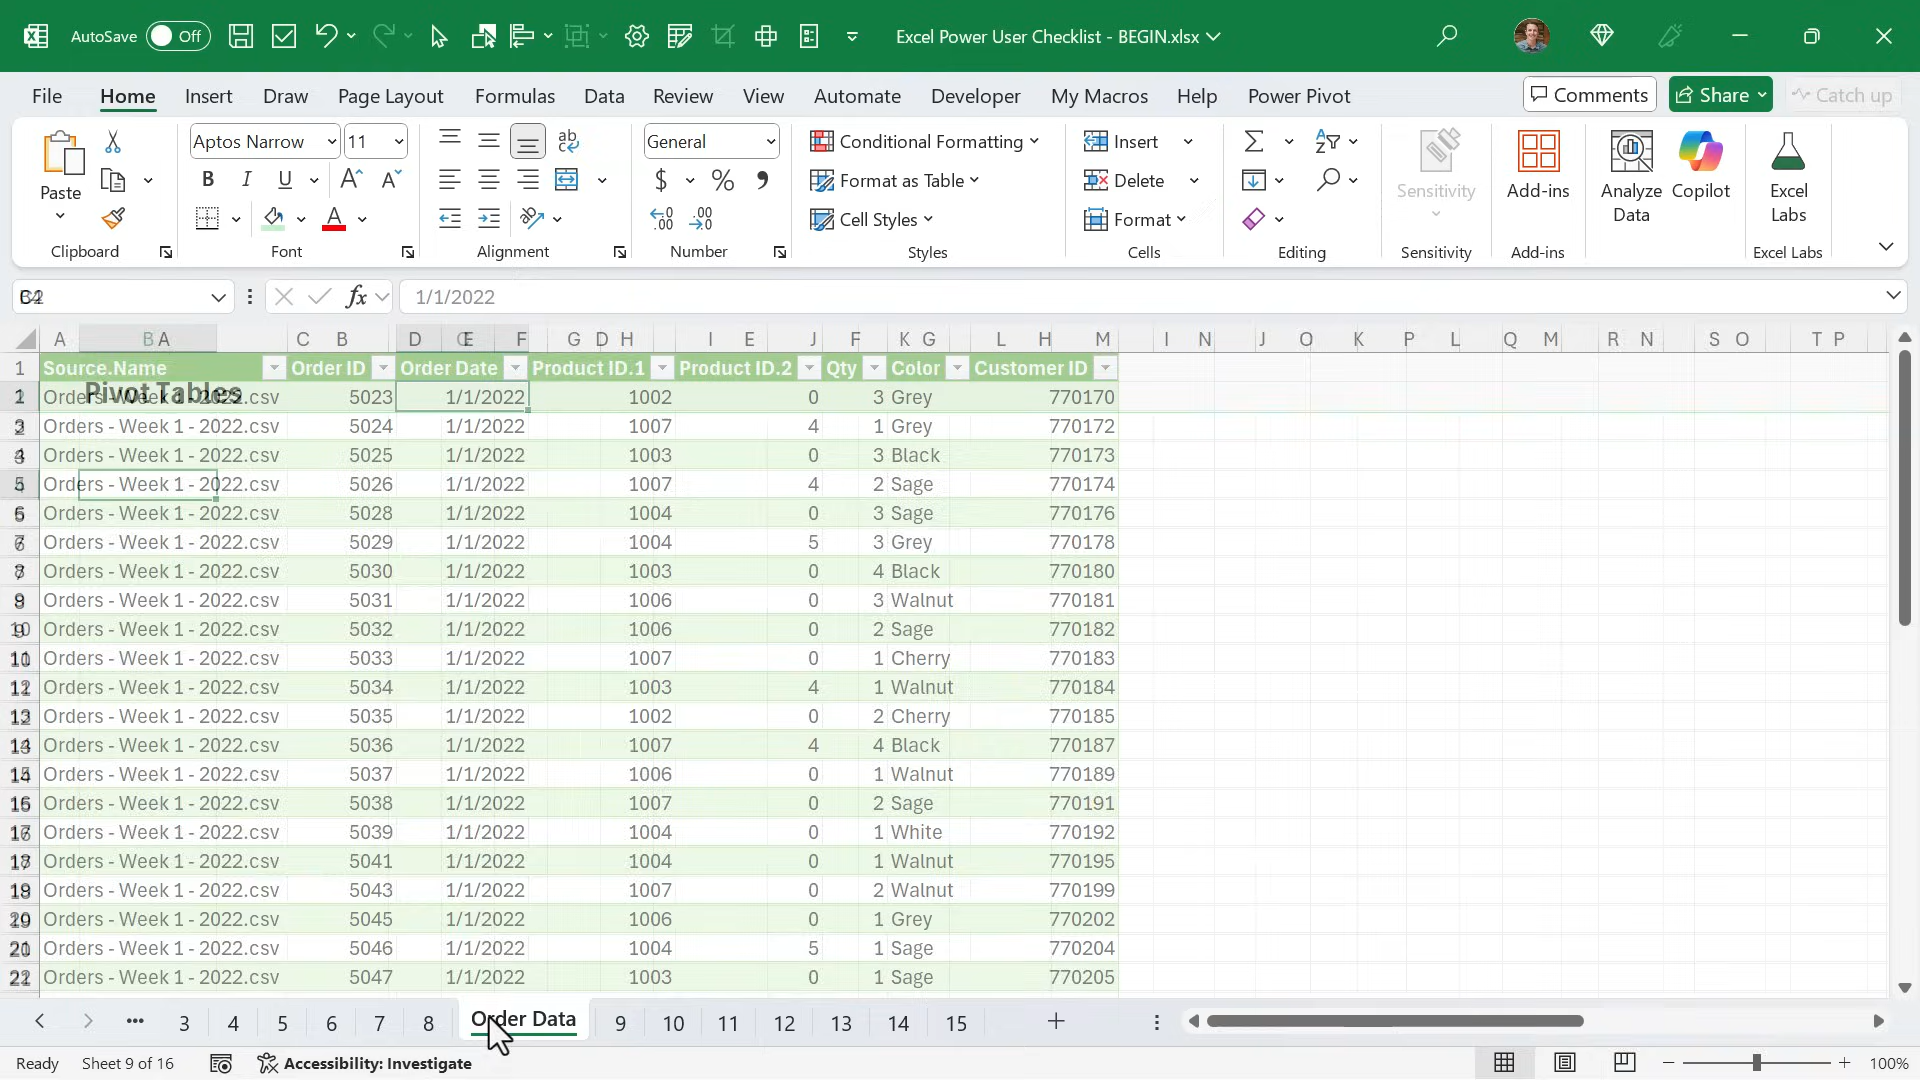 AutoSave Off Excel Power User Checklist - BEGIN.xlsx
File Home Insert Draw Page Layout Formulas Data Review View Automate Developer My Macros Help Power Pivot Comments Share Catch up
Aptos Narrow 11 ab General Conditional Formatting Insert
Paste B I U A A $ % Format as Table Delete Sensitivity Add-ins Analyze Data Copilot Excel Labs
A Cell Styles Format
Clipboard Font Alignment Number Styles Cells Editing Sensitivity Add-ins Excel Labs
fx 1/1/2022
A B A C B D C E F G D H I E J F K G L H M I N J O K P L Q M R N S O T P
1 Source.Name Order ID Order Date Product ID.1 Product ID.2 Qty Color Customer ID
Pivot Tables
Orders - Week 1 - 2022.csv 5023 1/1/2022 1002 0 3 Grey 770170
Orders - Week 1 - 2022.csv 5024 1/1/2022 1007 4 1 Grey 770172
Orders - Week 1 - 2022.csv 5025 1/1/2022 1003 0 3 Black 770173
Orders - Week 1 - 2022.csv 5026 1/1/2022 1007 4 2 Sage 770174
Orders - Week 1 - 2022.csv 5028 1/1/2022 1004 0 3 Sage 770176
Orders - Week 1 - 2022.csv 5029 1/1/2022 1004 5 3 Grey 770178
Orders - Week 1 - 2022.csv 5030 1/1/2022 1003 0 4 Black 770180
Orders - Week 1 - 2022.csv 5031 1/1/2022 1006 0 3 Walnut 770181
Orders - Week 1 - 2022.csv 5032 1/1/2022 1006 0 2 Sage 770182
Orders - Week 1 - 2022.csv 5033 1/1/2022 1007 0 1 Cherry 770183
Orders - Week 1 - 2022.csv 5034 1/1/2022 1003 4 1 Walnut 770184
Orders - Week 1 - 2022.csv 5035 1/1/2022 1002 0 2 Cherry 770185
Orders - Week 1 - 2022.csv 5036 1/1/2022 1007 4 4 Black 770187
Orders - Week 1 - 2022.csv 5037 1/1/2022 1006 0 1 Walnut 770189
Orders - Week 1 - 2022.csv 5038 1/1/2022 1007 0 2 Sage 770191
Orders - Week 1 - 2022.csv 5039 1/1/2022 1004 0 1 White 770192
Orders - Week 1 - 2022.csv 5041 1/1/2022 1004 0 1 Walnut 770195
Orders - Week 1 - 2022.csv 5043 1/1/2022 1007 0 2 Walnut 770199
Orders - Week 1 - 2022.csv 5045 1/1/2022 1006 0 1 Grey 770202
Orders - Week 1 - 2022.csv 5046 1/1/2022 1004 5 1 Sage 770204
Orders - Week 1 - 2022.csv 5047 1/1/2022 1003 0 1 Sage 770205
3 4 5 6 7 8 Order Data 9 10 11 12 13 14 15
Ready Sheet 9 of 16 Accessibility: Investigate 100%